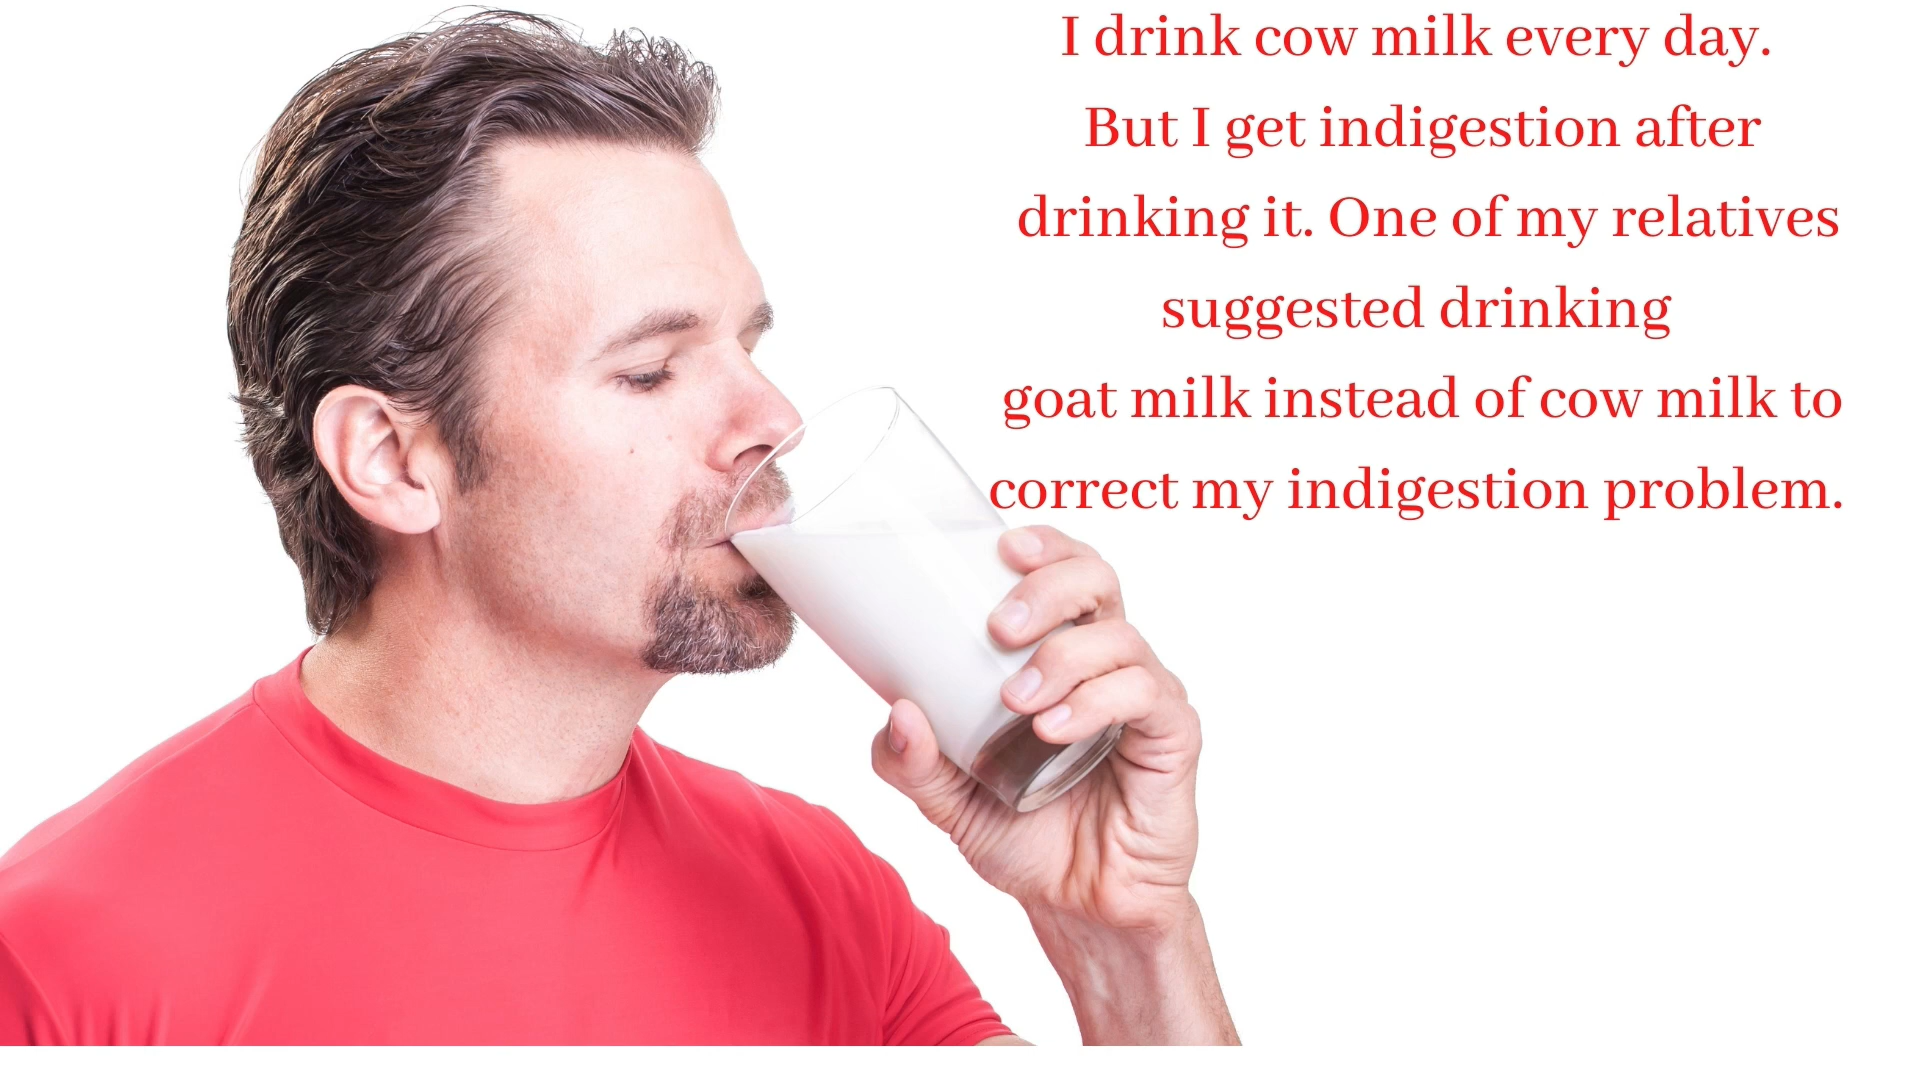 I drink cow milk every day.
But I get indigestion after
drinking it. One of my relatives
suggested drinking
goat milk instead of cow milk to
correct my indigestion problem.